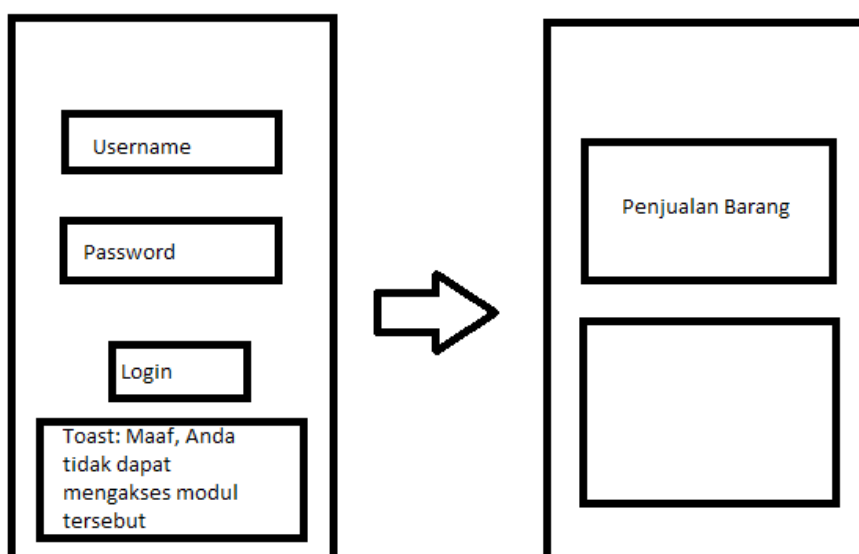 Username
Password
Login
Toast: Maaf, Anda
tidak dapat
mengakses modul
tersebut
Penjualan Barang